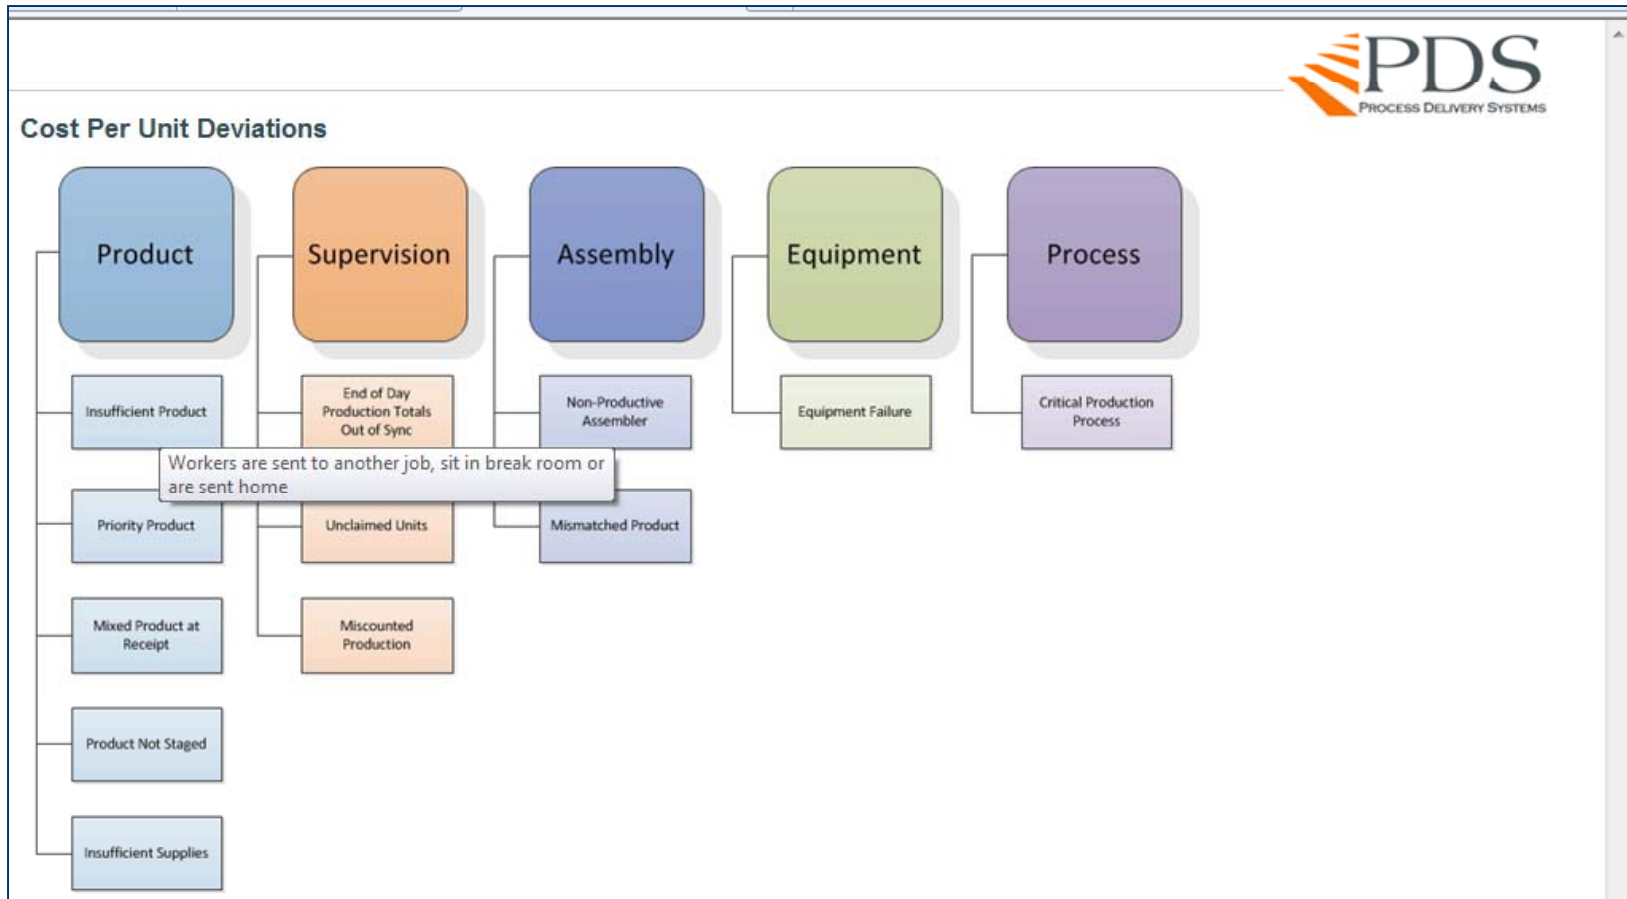 PDS
PROCESS DELIVERY SYSTEMS
Cost Per Unit Deviations
Product
Supervision
Assembly
Equipment
Process
Insufficient Product
End of Day
Production Totals
Out of Sync
Non-Productive
Assembler
Equipment Failure
Critical Production
Process
Workers are sent to another job, sit in break room or
are sent home
Priority Product
Unclaimed Units
Mismatched Product
Mixed Product at
Receipt
Miscounted
Production
Product Not Staged
Insufficient Supplies